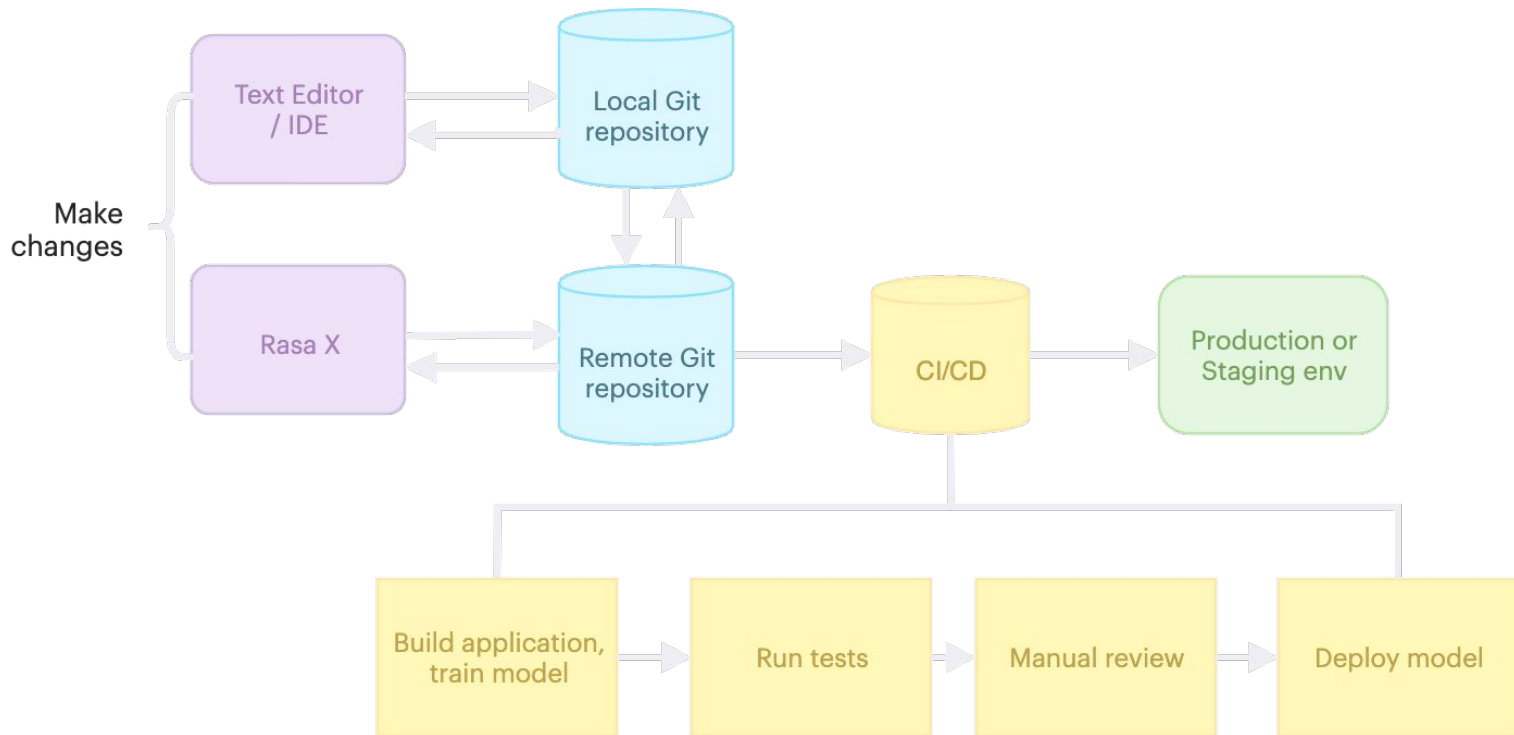 Text Editor
/ IDE
Local Git
repository
Make
changes
Rasa X
Remote Git
repository
CI/CD
Production or
Staging env
Build application,
train model
Run tests
Manual review
Deploy model